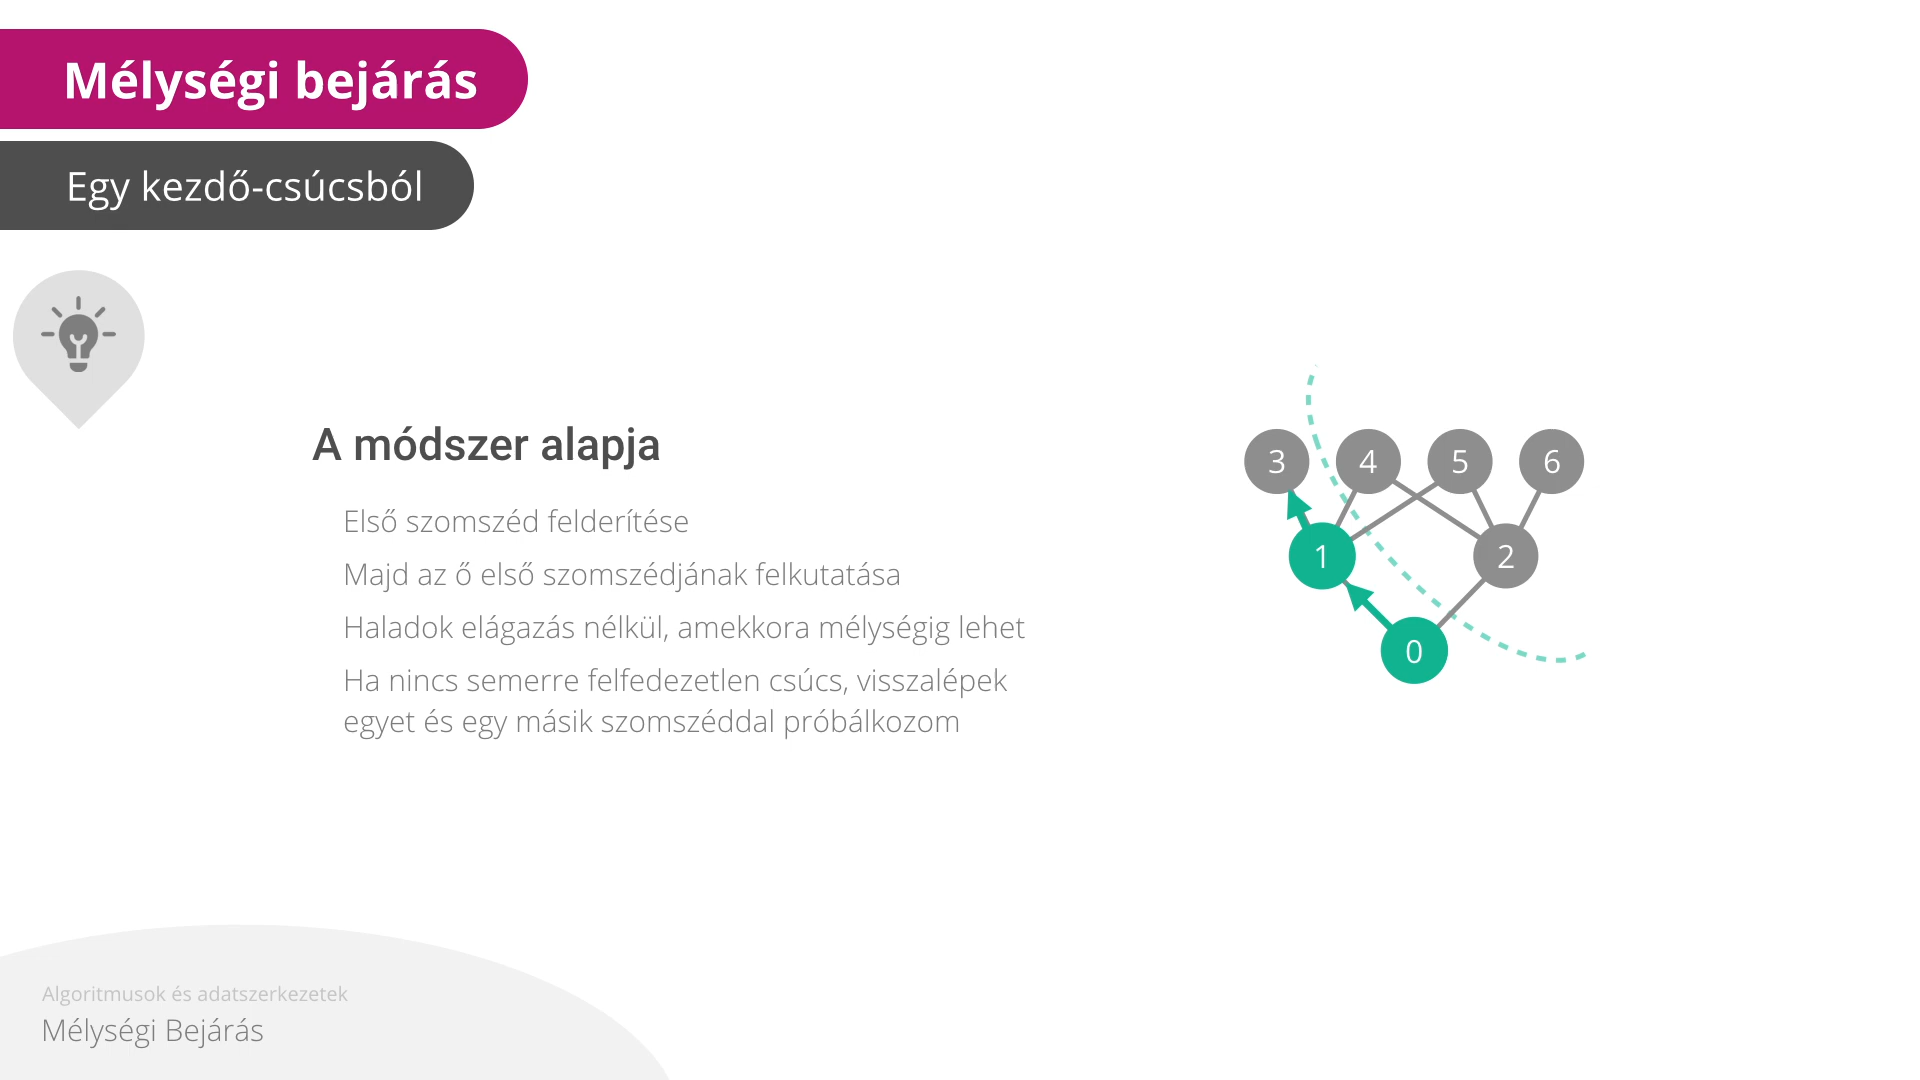 Mélységi bejárás
Egy kezdő-csúcsból
A módszer alapja
Első szomszéd felderítése
Majd az ő első szomszédjának felkutatása
Haladok elágazás nélkül, amekkora mélységig lehet
Ha nincs semerre felfedezetlen csúcs, visszalépek
egyet és egy másik szomszéddal próbálkozom
3 4 5 6
1 2
0
Algoritmusok és adatszerkezetek
Mélységi Bejárás